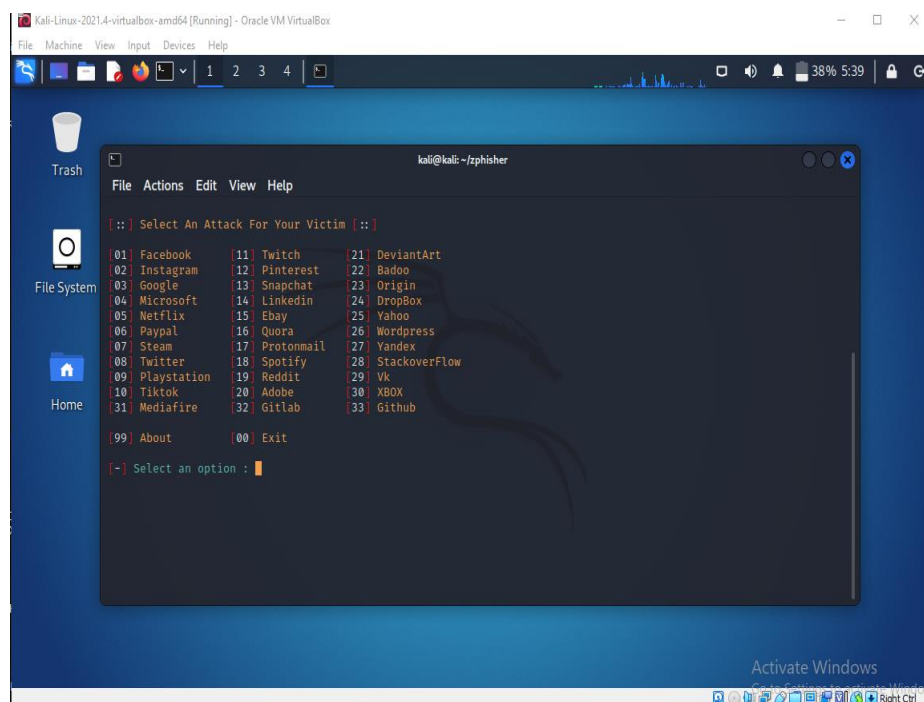 Kali-Linux-2021.4-virtualbox-amd64 [Running] - Oracle VM VirtualBox
File Machine View Input Devices Help
1 2 3 4 38% 5:39
Trash
File System
Home
kali@kali: ~/zphisher
File Actions Edit View Help
[::] Select An Attack For Your Victim [::]
[01] Facebook [11] Twitch [21] DeviantArt
[02] Instagram [12] Pinterest [22] Badoo
[03] Google [13] Snapchat [23] Origin
[04] Microsoft [14] Linkedin [24] DropBox
[05] Netflix [15] Ebay [25] Yahoo
[06] Paypal [16] Quora [26] Wordpress
[07] Steam [17] Protonmail [27] Yandex
[08] Twitter [18] Spotify [28] StackoverFlow
[09] Playstation [19] Reddit [29] Vk
[10] Tiktok [20] Adobe [30] XBOX
[31] Mediafire [32] Gitlab [33] Github
[99] About [00] Exit
[-] Select an option :
Activate Windows
Go to Settings to activate
Right Ctrl